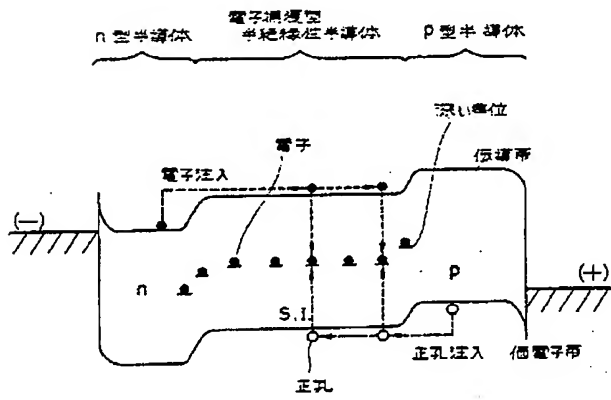 電子捕獲型
n型半導体 半絶縁性半導体 p型半導体
深い準位
電子 伝導帯
電子注入
(−)
(+)
n p
S.I.
正孔 正孔注入 価電子帯